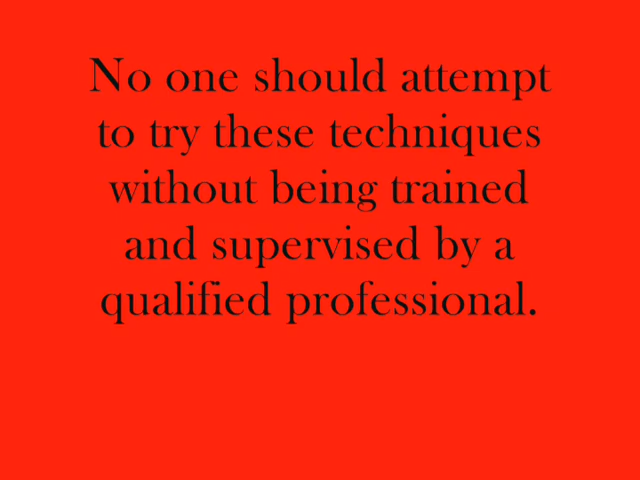 No one should attempt
to try these techniques
without being trained
and supervised by a
qualified professional.